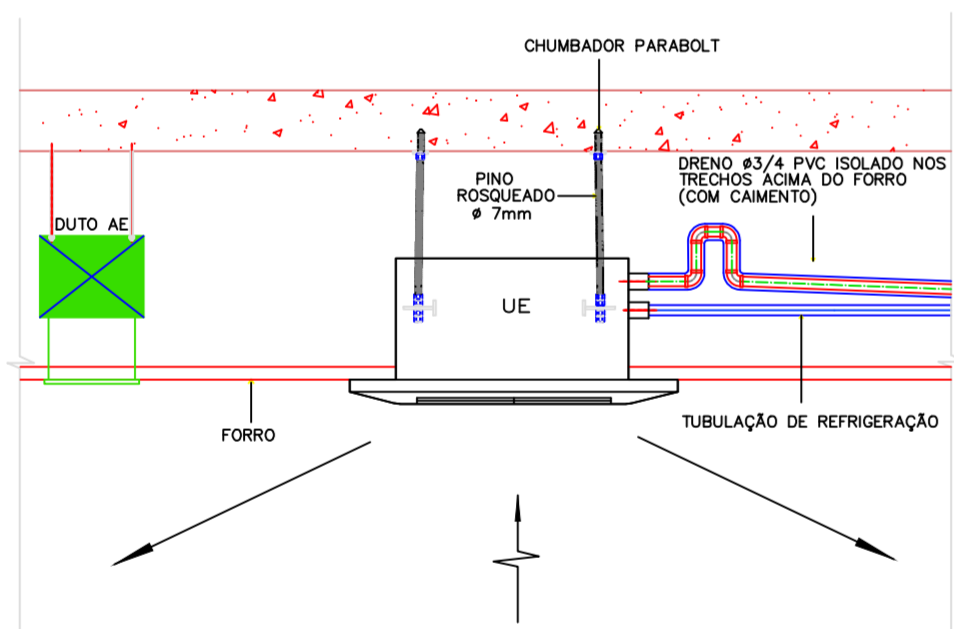 CHUMBADOR PARABOLT
DRENO ø3/4 PVC ISOLADO NOS
TRECHOS ACIMA DO FORRO
(COM CAIMENTO)
PINO
ROSQUEADO
ø 7mm
DUTO AE
UE
TUBULAÇÃO DE REFRIGERAÇÃO
FORRO